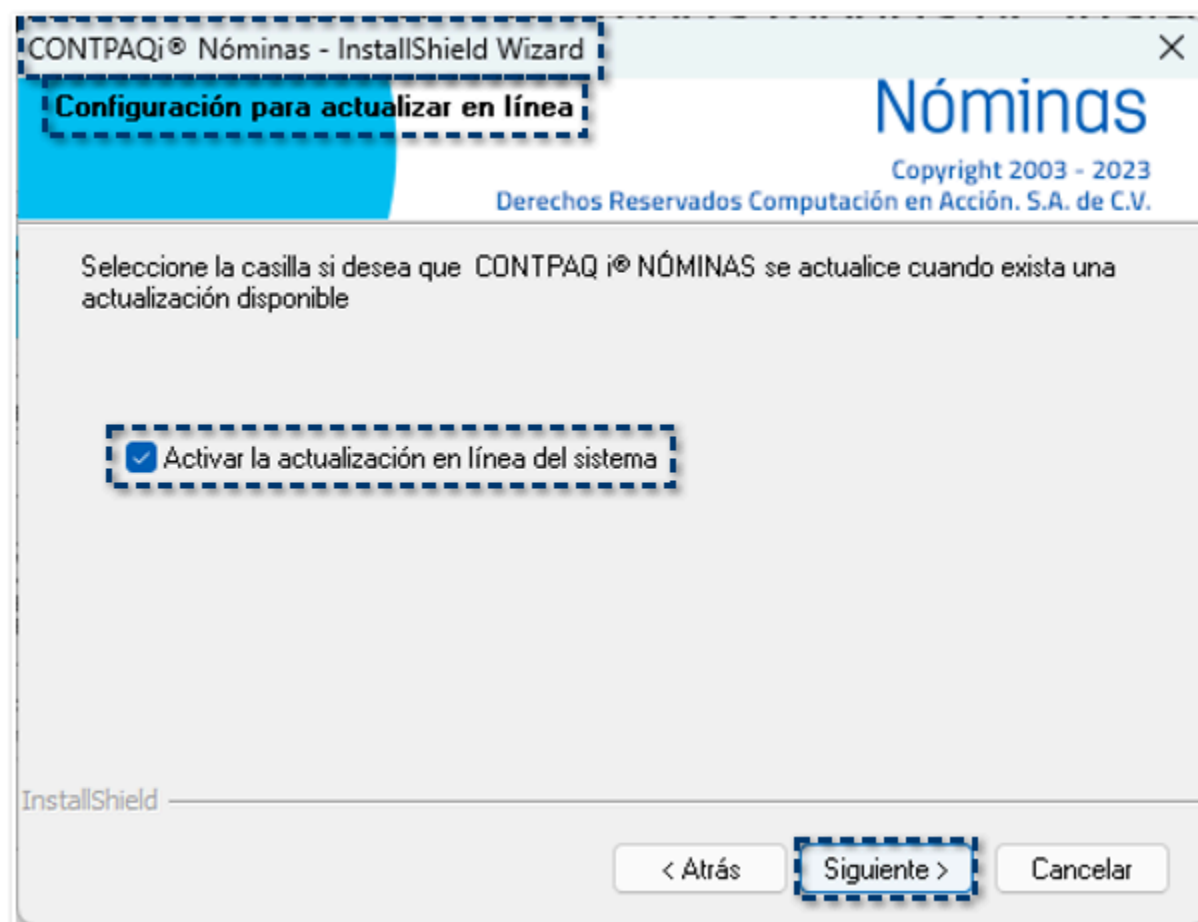 CONTPAQi® Nóminas - InstallShield Wizard
Configuración para actualizar en línea
Nóminas
Copyright 2003 - 2023
Derechos Reservados Computación en Acción. S.A. de C.V.
Seleccione la casilla si desea que CONTPAQ i® NÓMINAS se actualice cuando exista una
actualización disponible
Activar la actualización en línea del sistema
InstallShield
< Atrás
Siguiente >
Cancelar